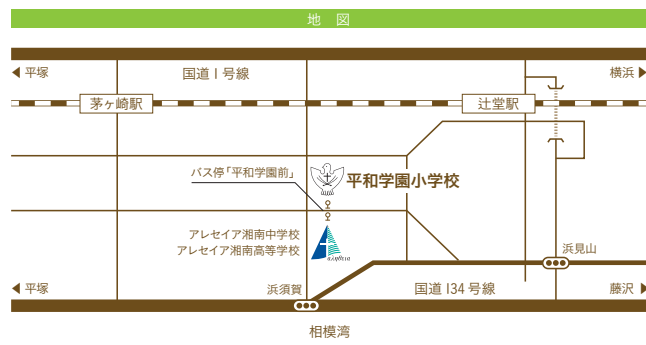 地 図
平塚
国道1号線
横浜
茅ヶ崎駅
辻堂駅
バス停「平和学園前」
平和学園小学校
アレセイア湘南中学校
アレセイア湘南高等学校
ἀλήθεια
浜見山
平塚
浜須賀
国道134号線
藤沢
相模湾